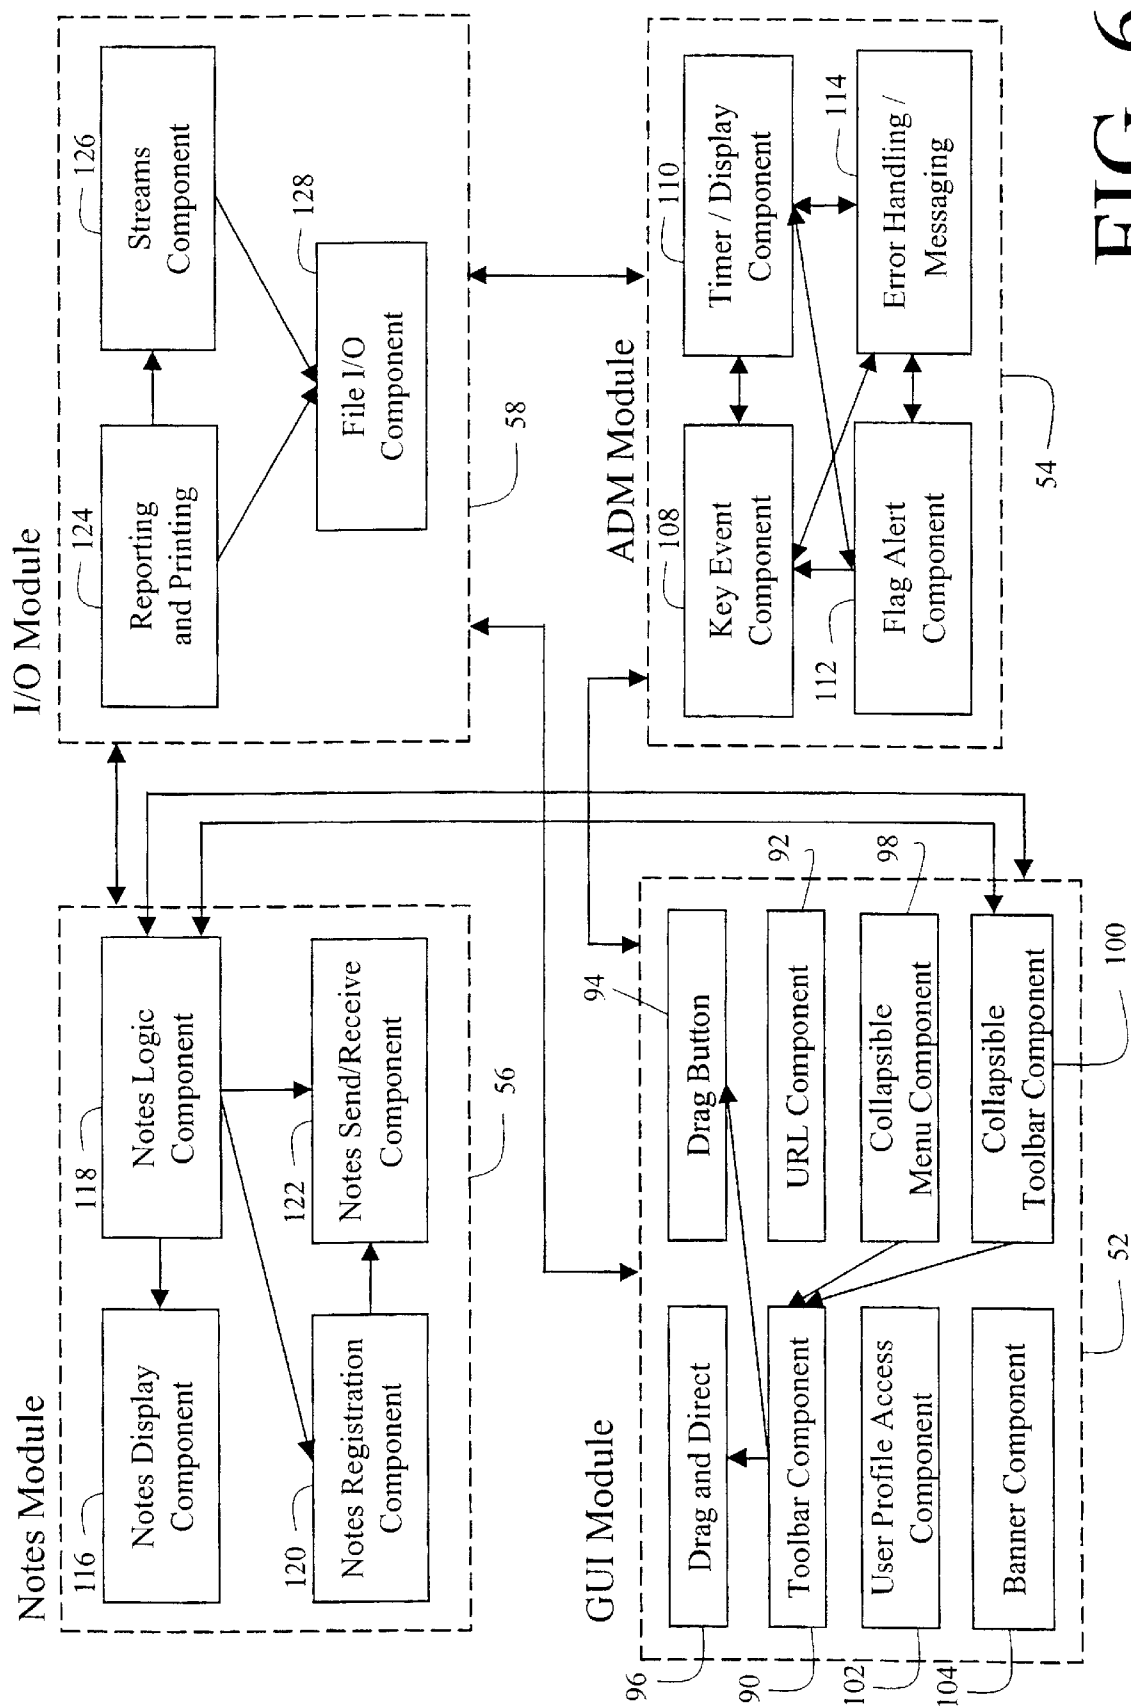 Notes Module
116
Notes Display
Component
118
Notes Logic
Component
120
Notes Registration
Component
122
Notes Send/Receive
Component
56
I/O Module
124
Reporting
and Printing
126
Streams
Component
128
File I/O
Component
58
GUI Module
96
Drag and Direct
94
Drag Button
90
Toolbar Component
92
URL Component
102
User Profile Access
Component
98
Collapsible
Menu Component
104
Banner Component
100
Collapsible
Toolbar Component
52
ADM Module
108
Key Event
Component
110
Timer / Display
Component
112
Flag Alert
Component
114
Error Handling /
Messaging
54
FIG. 6